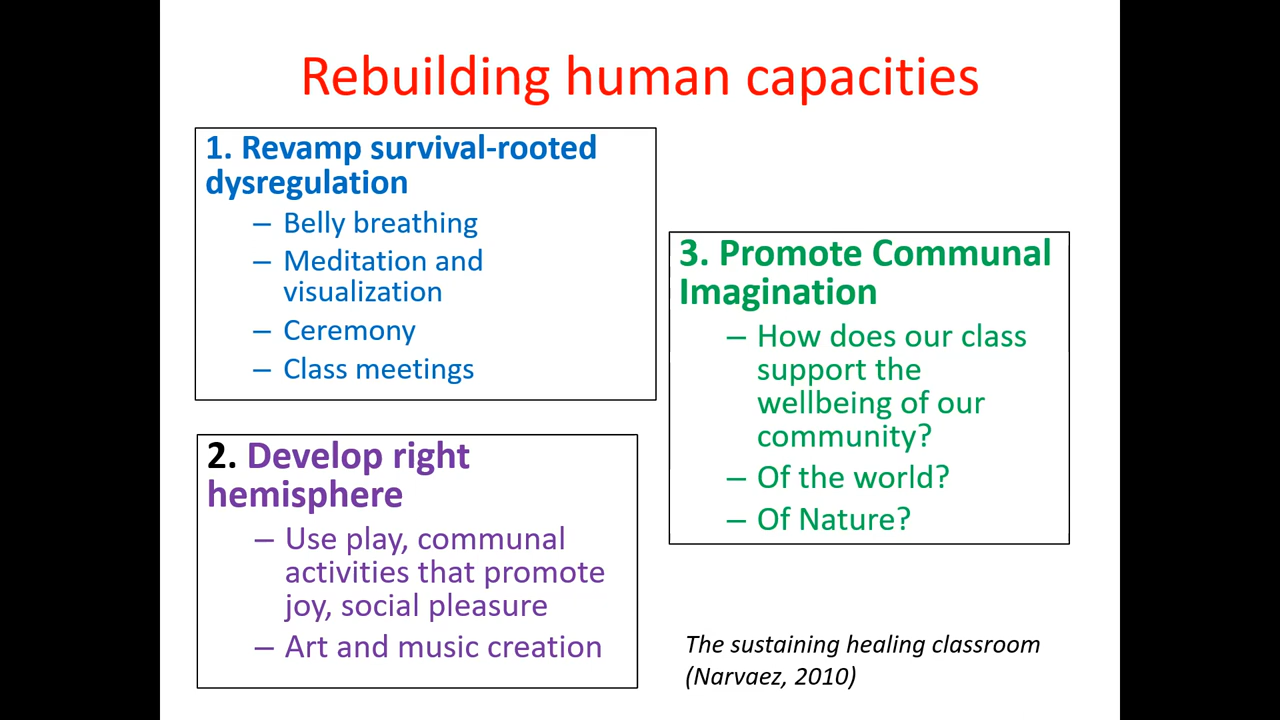 Rebuilding human capacities
1. Revamp survival-rooted
dysregulation
– Belly breathing
– Meditation and
visualization
– Ceremony
– Class meetings
2. Develop right
hemisphere
– Use play, communal
activities that promote
joy, social pleasure
– Art and music creation
3. Promote Communal
Imagination
– How does our class
support the
wellbeing of our
community?
– Of the world?
– Of Nature?
The sustaining healing classroom
(Narvaez, 2010)